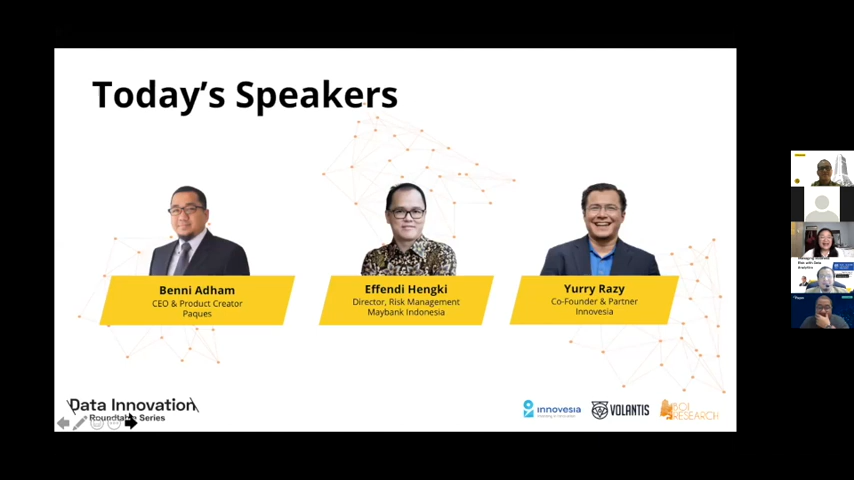 Today's Speakers
Benni Adham
CEO & Product Creator
Paques
Effendi Hengki
Director, Risk Management
Maybank Indonesia
Yurry Razy
Co-Founder & Partner
Innovesia
Data Innovation
Roundtable Series
innovesia
VOLANTIS
RESEARCH